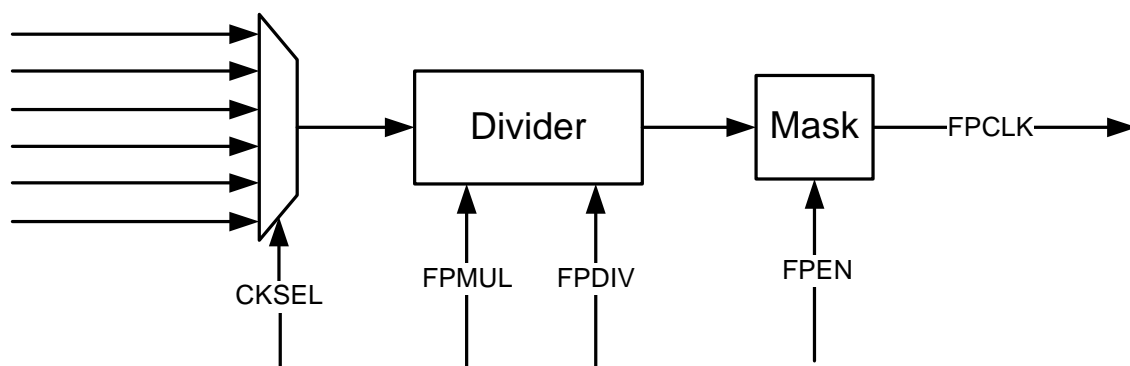 Divider
Mask
FPCLK
CKSEL
FPMUL
FPDIV
FPEN